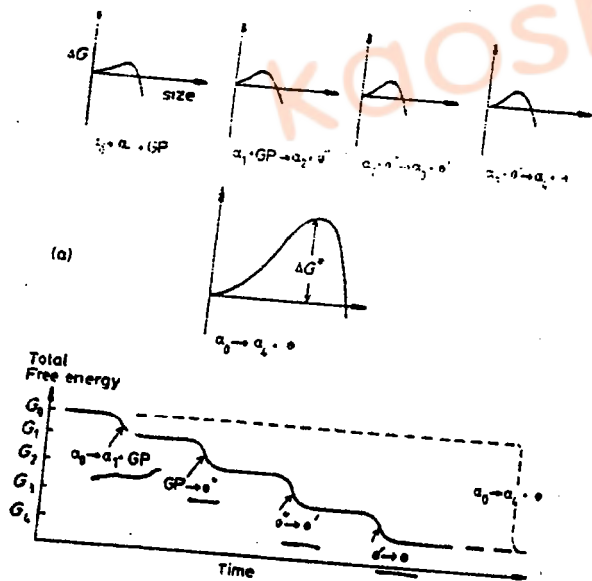 kaos
ΔG
size
α₁ + GP → α₂ + θ"
(a)
ΔG*
α₀ → α₄ + θ
Total
Free energy
G₀
G₁
G₂
G₃
G₄
α₀ → α₁ + GP
GP → θ"
θ" → θ'
θ' → θ
α₀ → α₄ + θ
Time